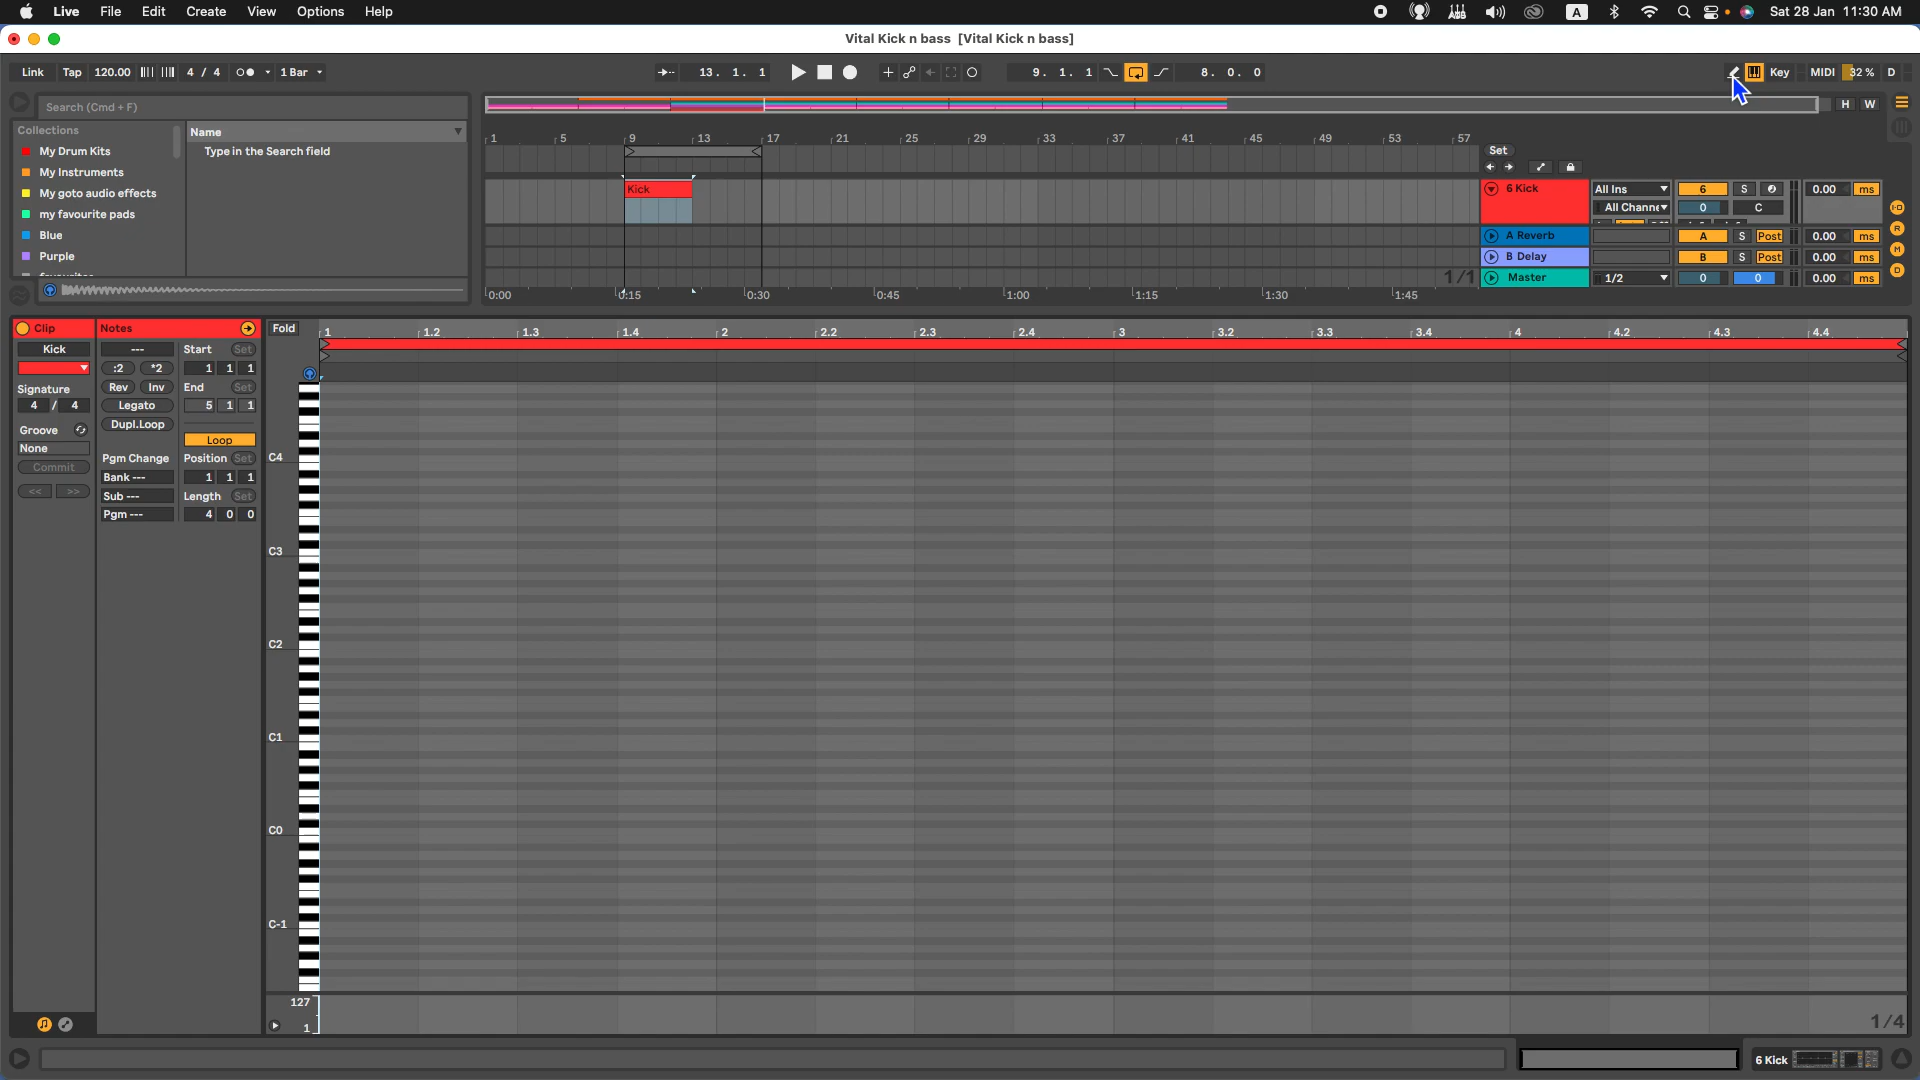 Live File Edit Create View Options Help A Sat 28 Jan 11:30 AM
Vital Kick n bass [Vital Kick n bass]
Link Tap 120.00 4 / 4 1 Bar 13. 1. 1 9. 1. 1 8. 0. 0 Key MIDI 32 % D
Search (Cmd + F) H W
Collections Name
My Drum Kits Type in the Search field
My Instruments
My goto audio effects
my favourite pads
Blue
Purple
1 5 9 13 17 21 25 29 33 37 41 45 49 53 57
Set
Kick 6 Kick All Ins 6 S 0.00 ms
All Channe 0 C
A Reverb A S Post 0.00 ms
B Delay B S Post 0.00 ms
1/1 Master 1/2 0 0 0.00 ms
0:00 0:15 0:30 0:45 1:00 1:15 1:30 1:45
Clip Notes Fold 1 1.2 1.3 1.4 2 2.2 2.3 2.4 3 3.2 3.3 3.4 4 4.2 4.3 4.4
Kick --- Start Set
:2 *2 1 1 1
Signature Rev Inv End Set
4 / 4 Legato 5 1 1
Groove Dupl.Loop
Loop
None
Commit Pgm Change Position Set
Bank --- 1 1 1
<< >> Sub --- Length Set
Pgm --- 4 0 0
C4
C3
C2
C1
C0
C-1
127
1 1/4
6 Kick